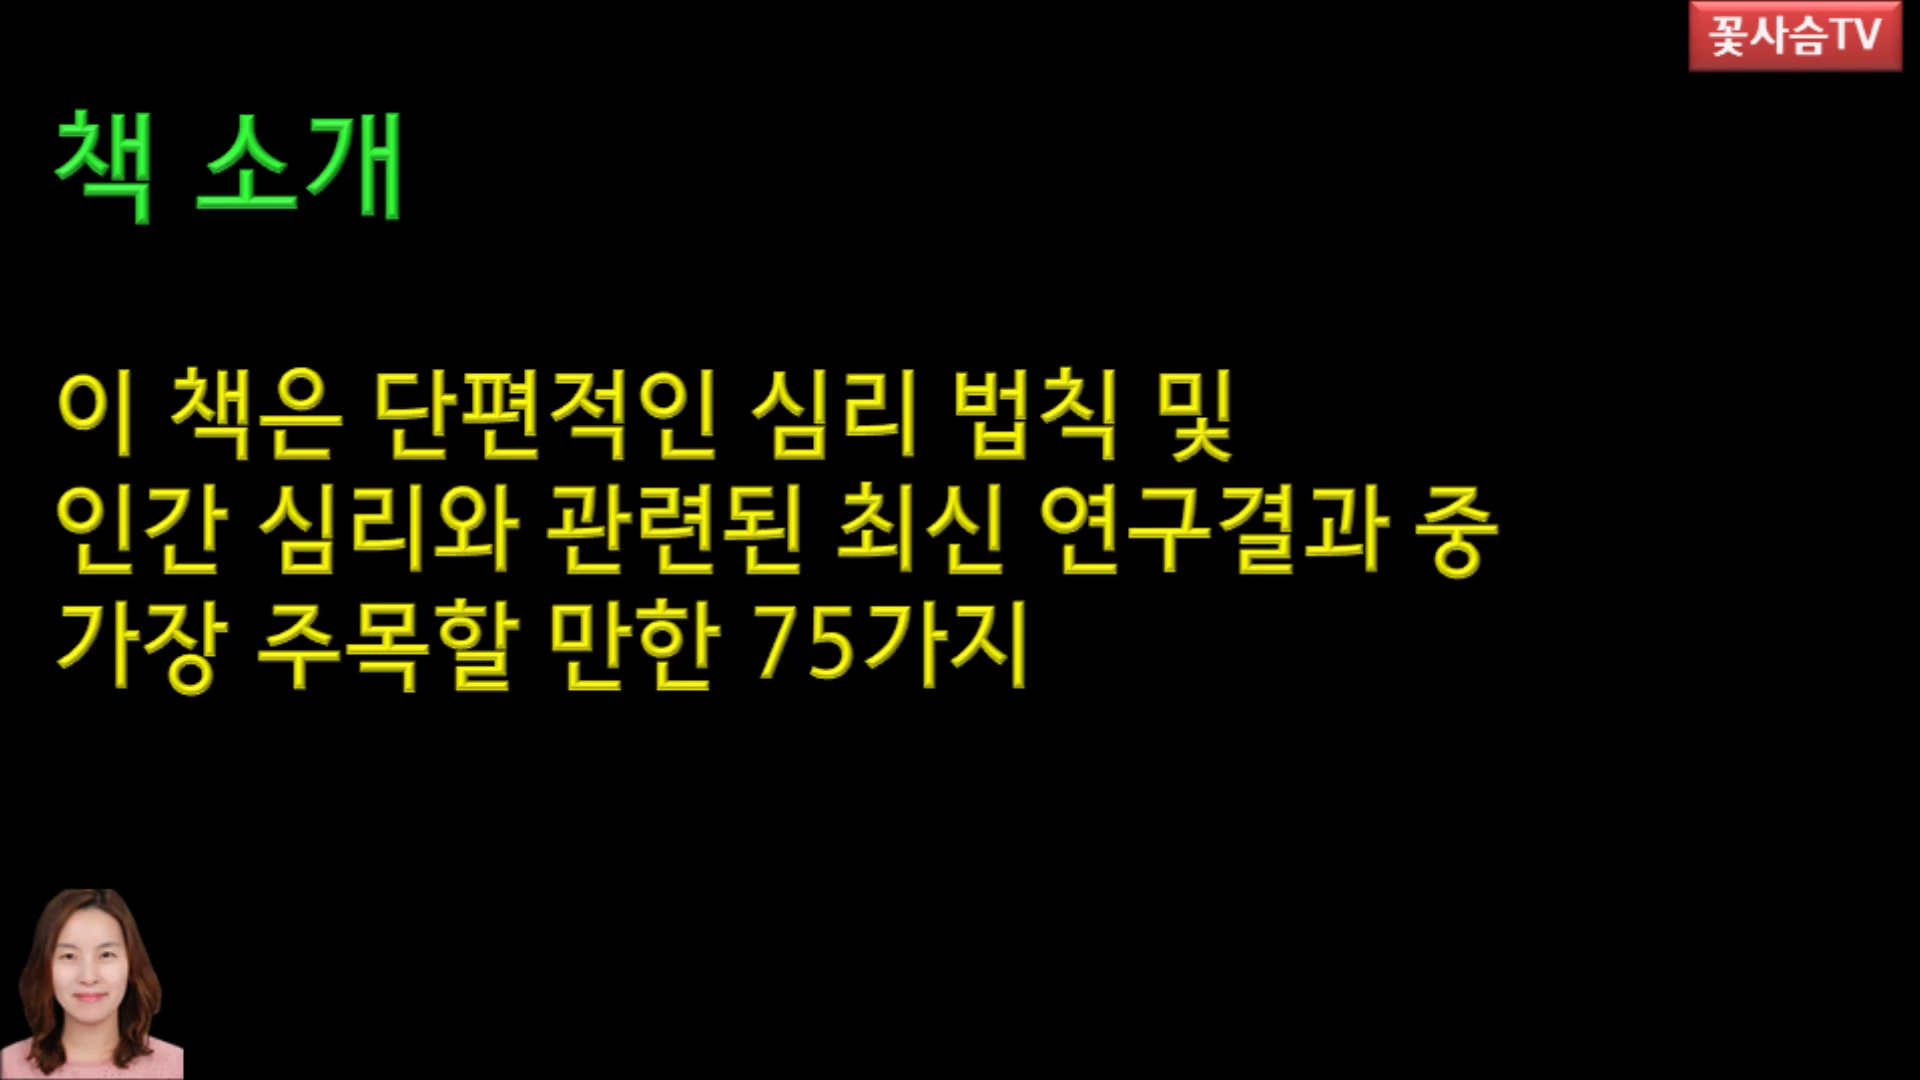 꽃사슴TV
책 소개
이 책은 단편적인 심리 법칙 및
인간 심리와 관련된 최신 연구결과 중
가장 주목할 만한 75가지